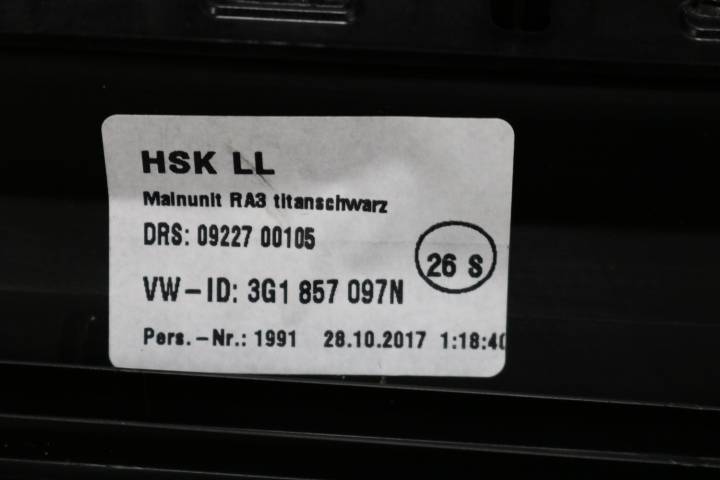 HSK LL
Mainunit RA3 titanschwarz
DRS: 09227 00105
26 S
VW-ID: 3G1 857 097N
Pers.-Nr.: 1991 28.10.2017 1:18:40